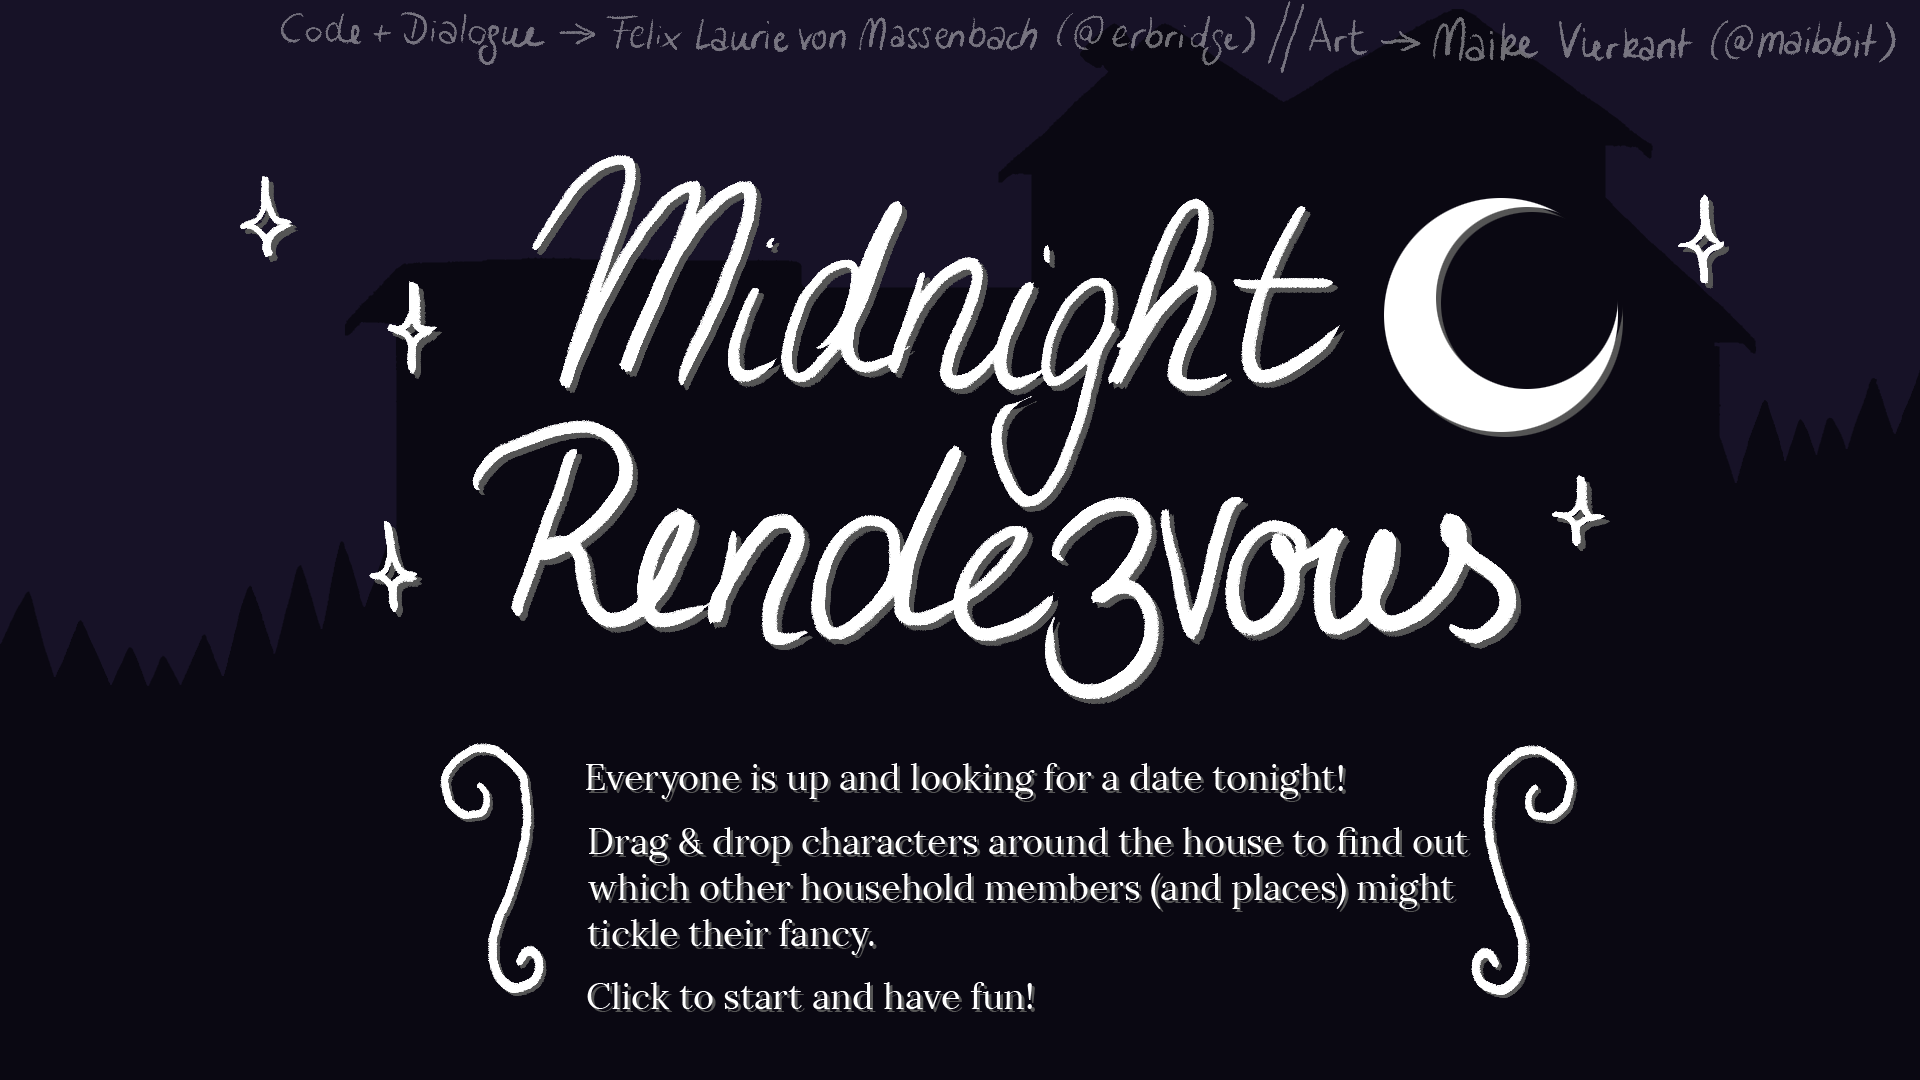 Code + Dialogue → Felix Laurie von Massenbach (@erbridge) // Art → Maike Vierkant (@maibbit)
Midnight
Rendezvous
Everyone is up and looking for a date tonight!
Drag & drop characters around the house to find out
which other household members (and places) might
tickle their fancy.
Click to start and have fun!